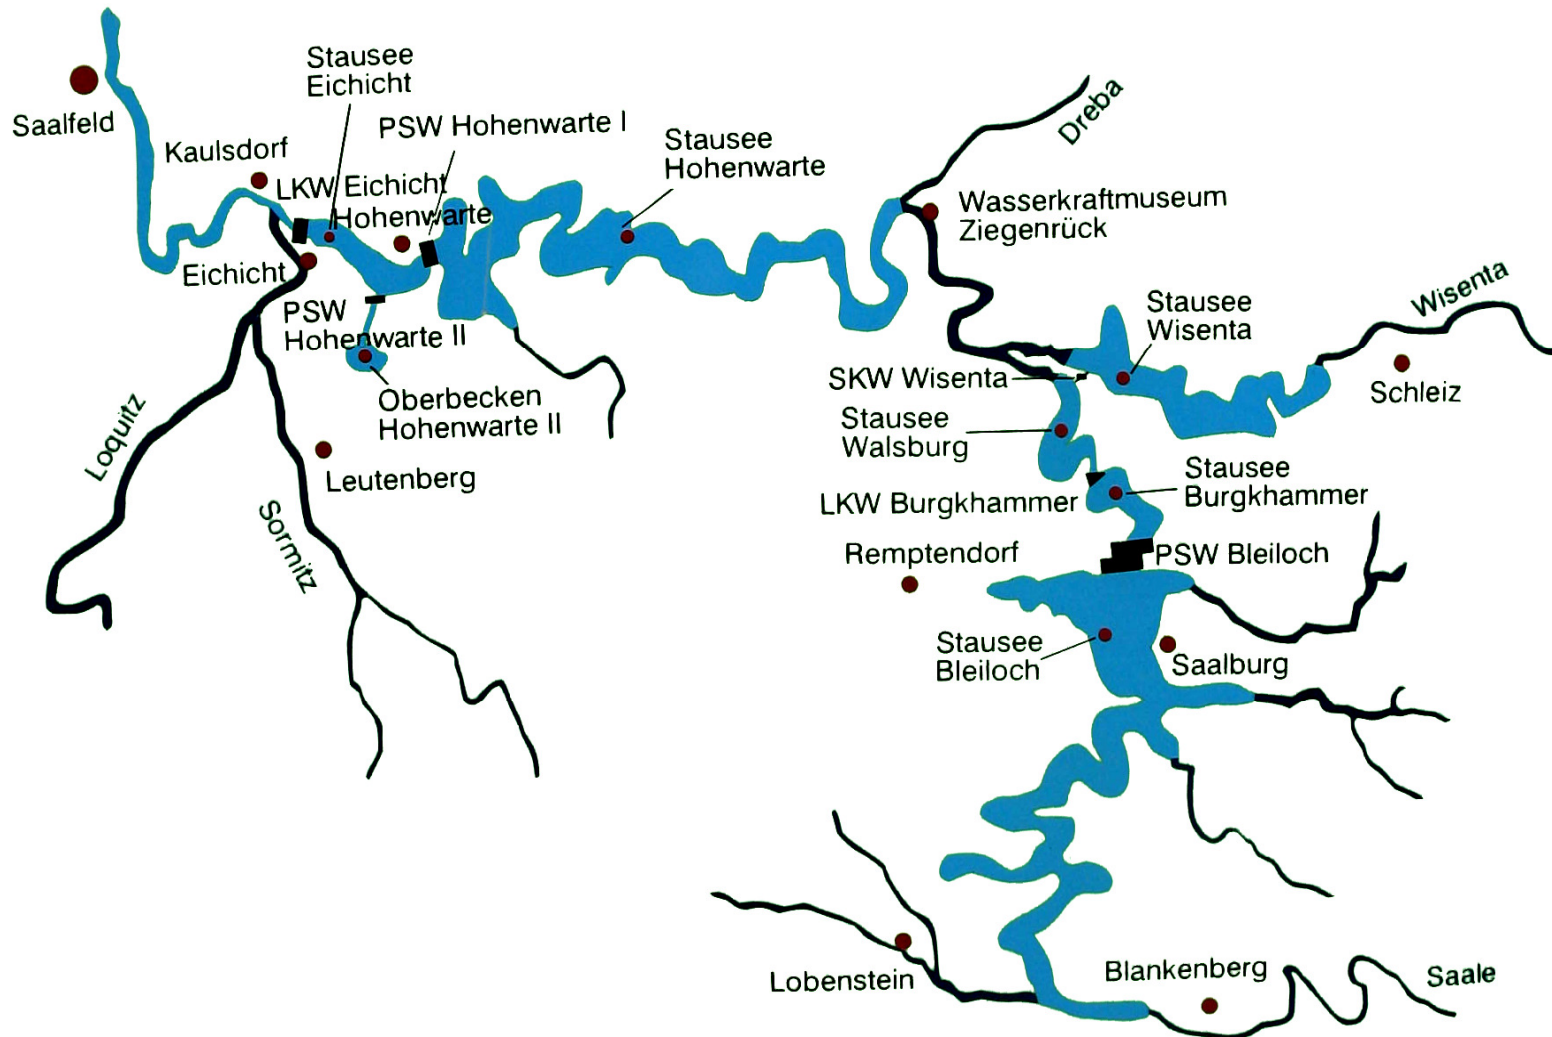 Stausee
Eichicht
Saalfeld
Kaulsdorf
PSW Hohenwarte I
Stausee
Hohenwarte
LKW Eichicht
Hohenwarte
Eichicht
PSW
Hohenwarte II
Oberbecken
Hohenwarte II
Loquitz
Leutenberg
Sormitz
Dreba
Wasserkraftmuseum
Ziegenrück
Stausee
Wisenta
Wisenta
Schleiz
SKW Wisenta
Stausee
Walsburg
Stausee
Burgkhammer
LKW Burgkhammer
Remptendorf
PSW Bleiloch
Stausee
Bleiloch
Saalburg
Lobenstein
Blankenberg
Saale